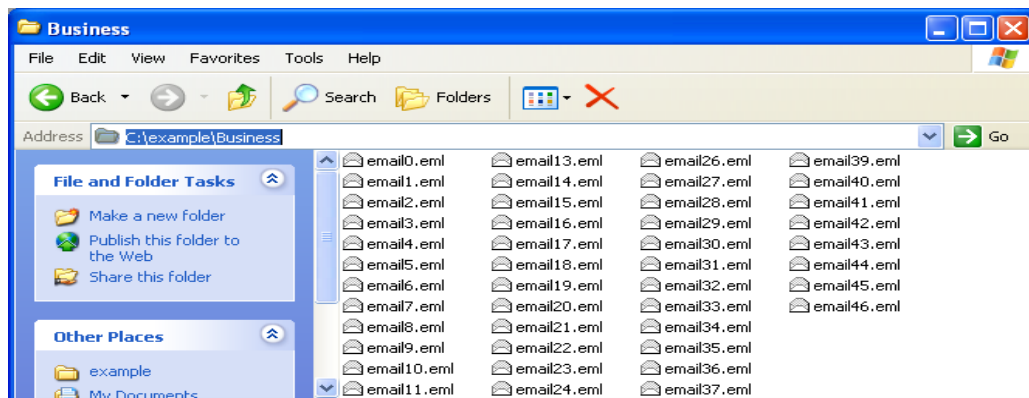 Business
File Edit View Favorites Tools Help
Back Search Folders
Address C:\example\Business Go
File and Folder Tasks
Make a new folder
Publish this folder to
the Web
Share this folder
Other Places
example
My Documents
email0.eml email13.eml email26.eml email39.eml
email1.eml email14.eml email27.eml email40.eml
email2.eml email15.eml email28.eml email41.eml
email3.eml email16.eml email29.eml email42.eml
email4.eml email17.eml email30.eml email43.eml
email5.eml email18.eml email31.eml email44.eml
email6.eml email19.eml email32.eml email45.eml
email7.eml email20.eml email33.eml email46.eml
email8.eml email21.eml email34.eml
email9.eml email22.eml email35.eml
email10.eml email23.eml email36.eml
email11.eml email24.eml email37.eml